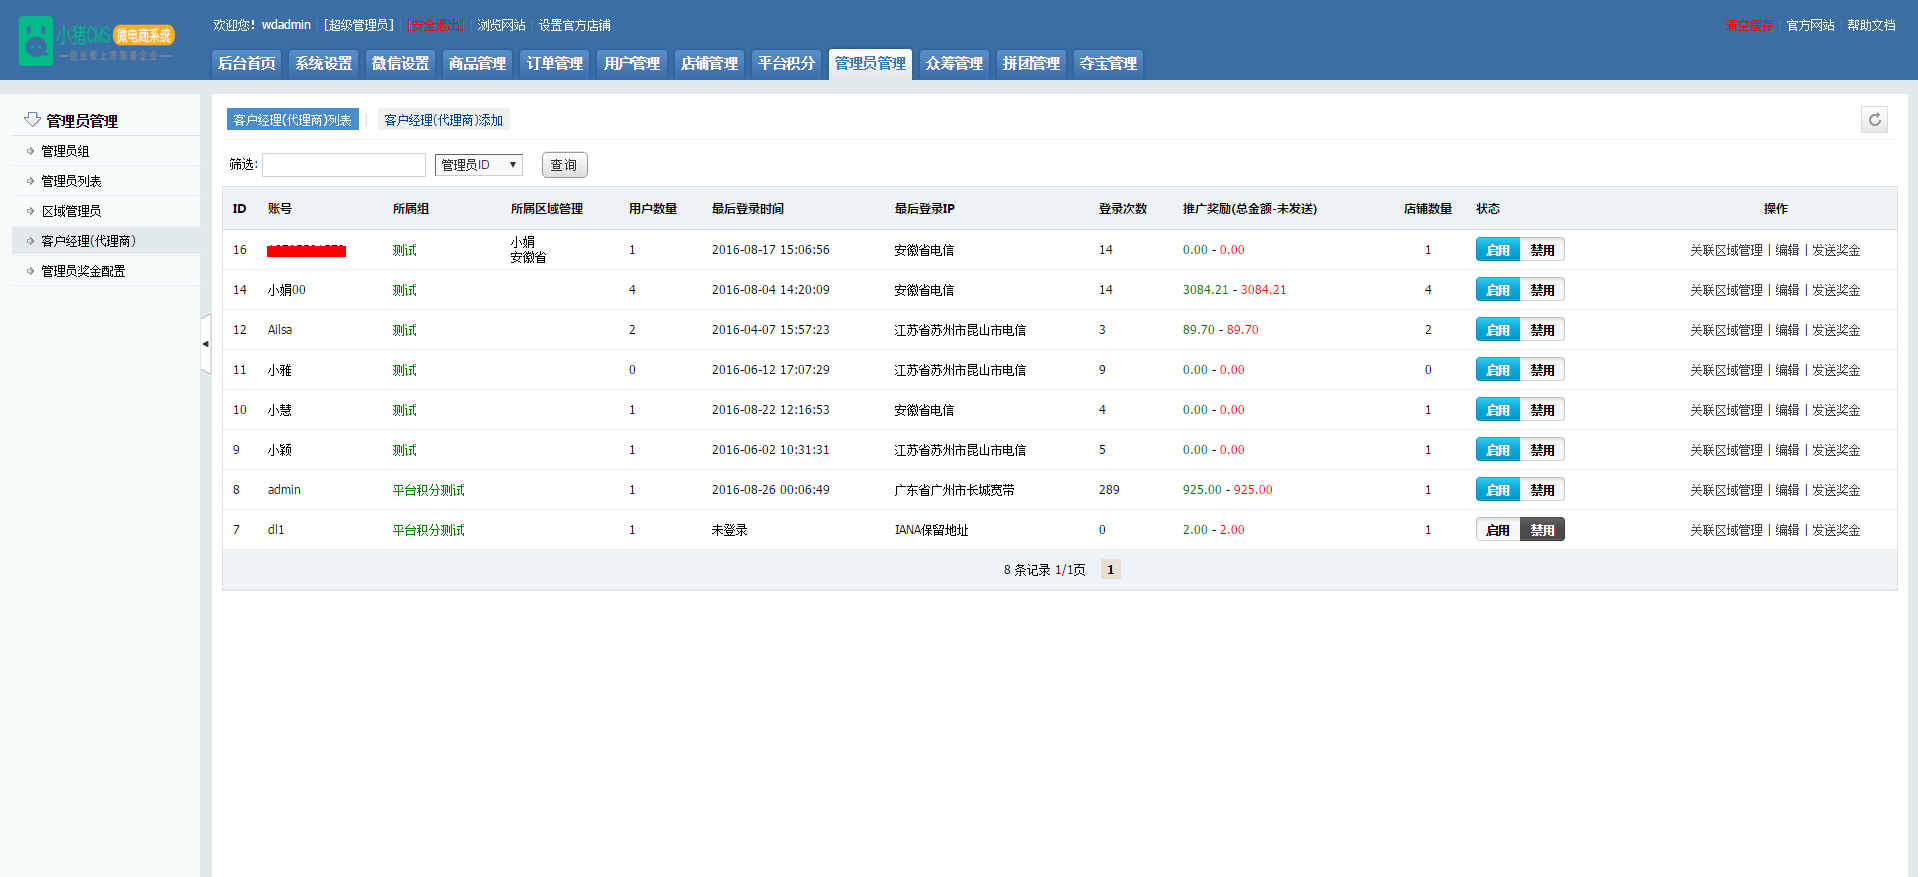 小猪CMS 微电商系统
欢迎您! wdadmin [超级管理员] [安全退出] 浏览网站 设置官方店铺
清空缓存 官方网站 帮助文档
后台首页 系统设置 微信设置 商品管理 订单管理 用户管理 店铺管理 平台积分 管理员管理 众筹管理 拼团管理 夺宝管理
管理员管理
管理员组
管理员列表
区域管理员
客户经理(代理商)
管理员奖金配置
客户经理(代理商)列表 客户经理(代理商)添加
筛选: 管理员ID 查询
ID 账号 所属组 所属区域管理 用户数量 最后登录时间 最后登录IP 登录次数 推广奖励(总金额-未发送) 店铺数量 状态 操作
16 测试 小娟 安徽省 1 2016-08-17 15:06:56 安徽省电信 14 0.00 - 0.00 1 启用 禁用 关联区域管理 | 编辑 | 发送奖金
14 小娟00 测试 4 2016-08-04 14:20:09 安徽省电信 14 3084.21 - 3084.21 4 启用 禁用 关联区域管理 | 编辑 | 发送奖金
12 Ailsa 测试 2 2016-04-07 15:57:23 江苏省苏州市昆山市电信 3 89.70 - 89.70 2 启用 禁用 关联区域管理 | 编辑 | 发送奖金
11 小雅 测试 0 2016-06-12 17:07:29 江苏省苏州市昆山市电信 9 0.00 - 0.00 0 启用 禁用 关联区域管理 | 编辑 | 发送奖金
10 小慧 测试 1 2016-08-22 12:16:53 安徽省电信 4 0.00 - 0.00 1 启用 禁用 关联区域管理 | 编辑 | 发送奖金
9 小颖 测试 1 2016-06-02 10:31:31 江苏省苏州市昆山市电信 5 0.00 - 0.00 1 启用 禁用 关联区域管理 | 编辑 | 发送奖金
8 admin 平台积分测试 1 2016-08-26 00:06:49 广东省广州市长城宽带 289 925.00 - 925.00 1 启用 禁用 关联区域管理 | 编辑 | 发送奖金
7 dl1 平台积分测试 1 未登录 IANA保留地址 0 2.00 - 2.00 1 启用 禁用 关联区域管理 | 编辑 | 发送奖金
8 条记录 1/1页 1